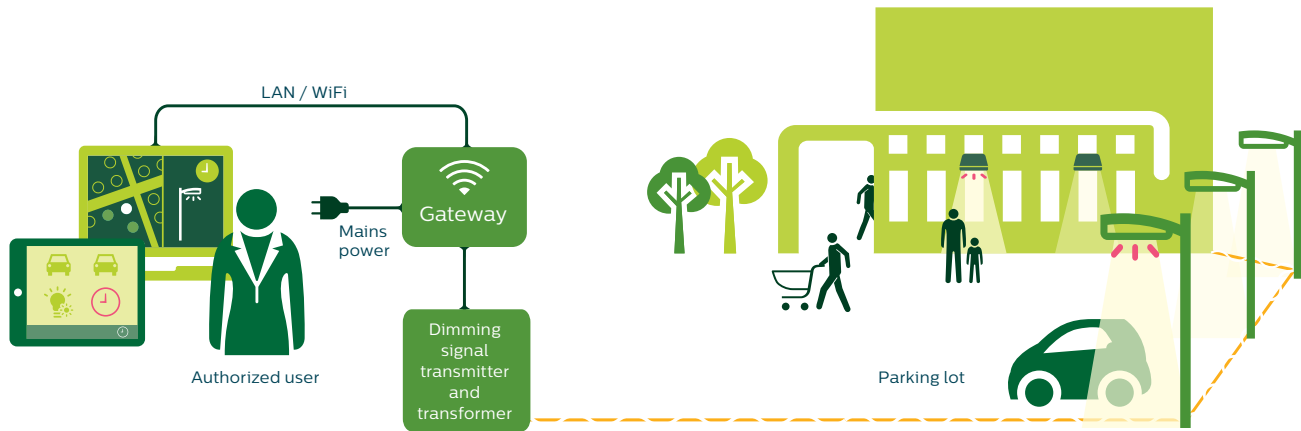 LAN / WiFi
Gateway
Mains
power
Dimming
signal
transmitter
and
transformer
Authorized user
Parking lot